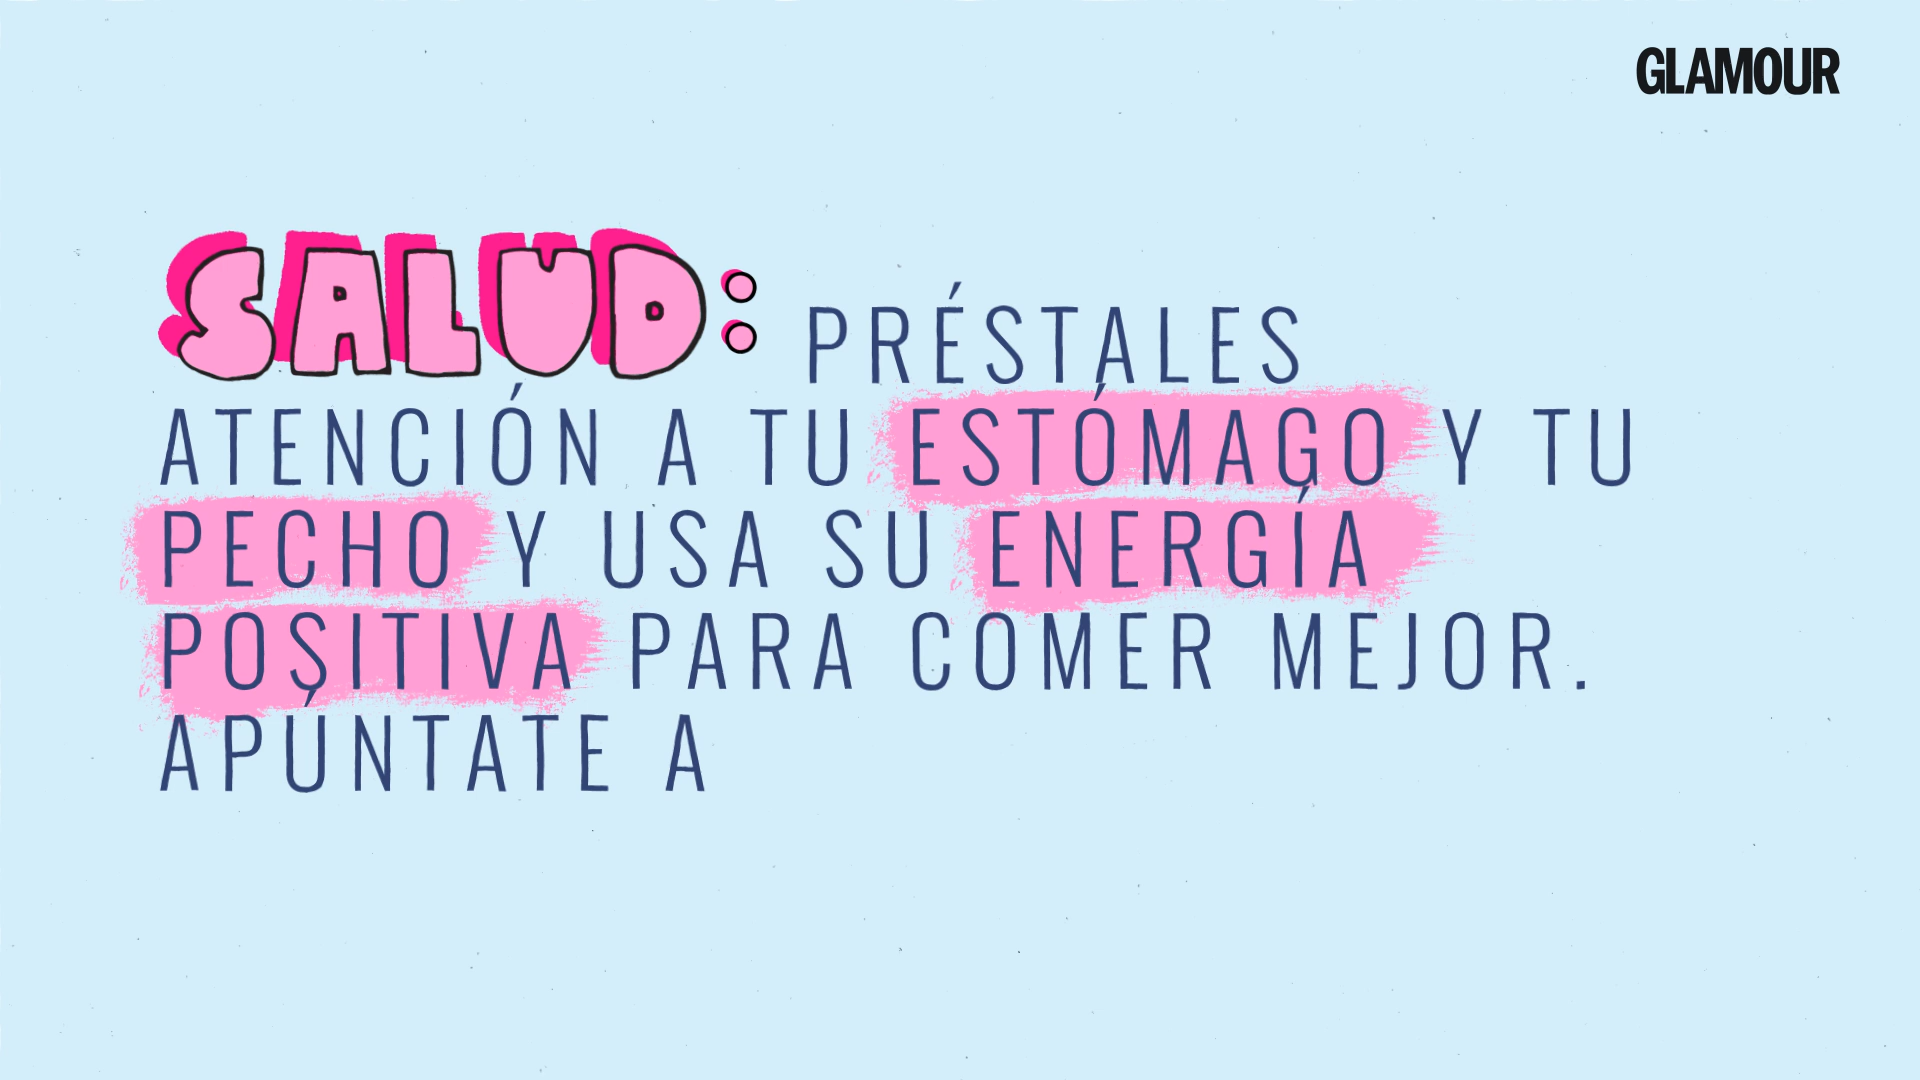 GLAMOUR
SALUD: PRÉSTALES
ATENCIÓN A TU ESTÓMAGO Y TU
PECHO Y USA SU ENERGÍA
POSITIVA PARA COMER MEJOR.
APÚNTATE A